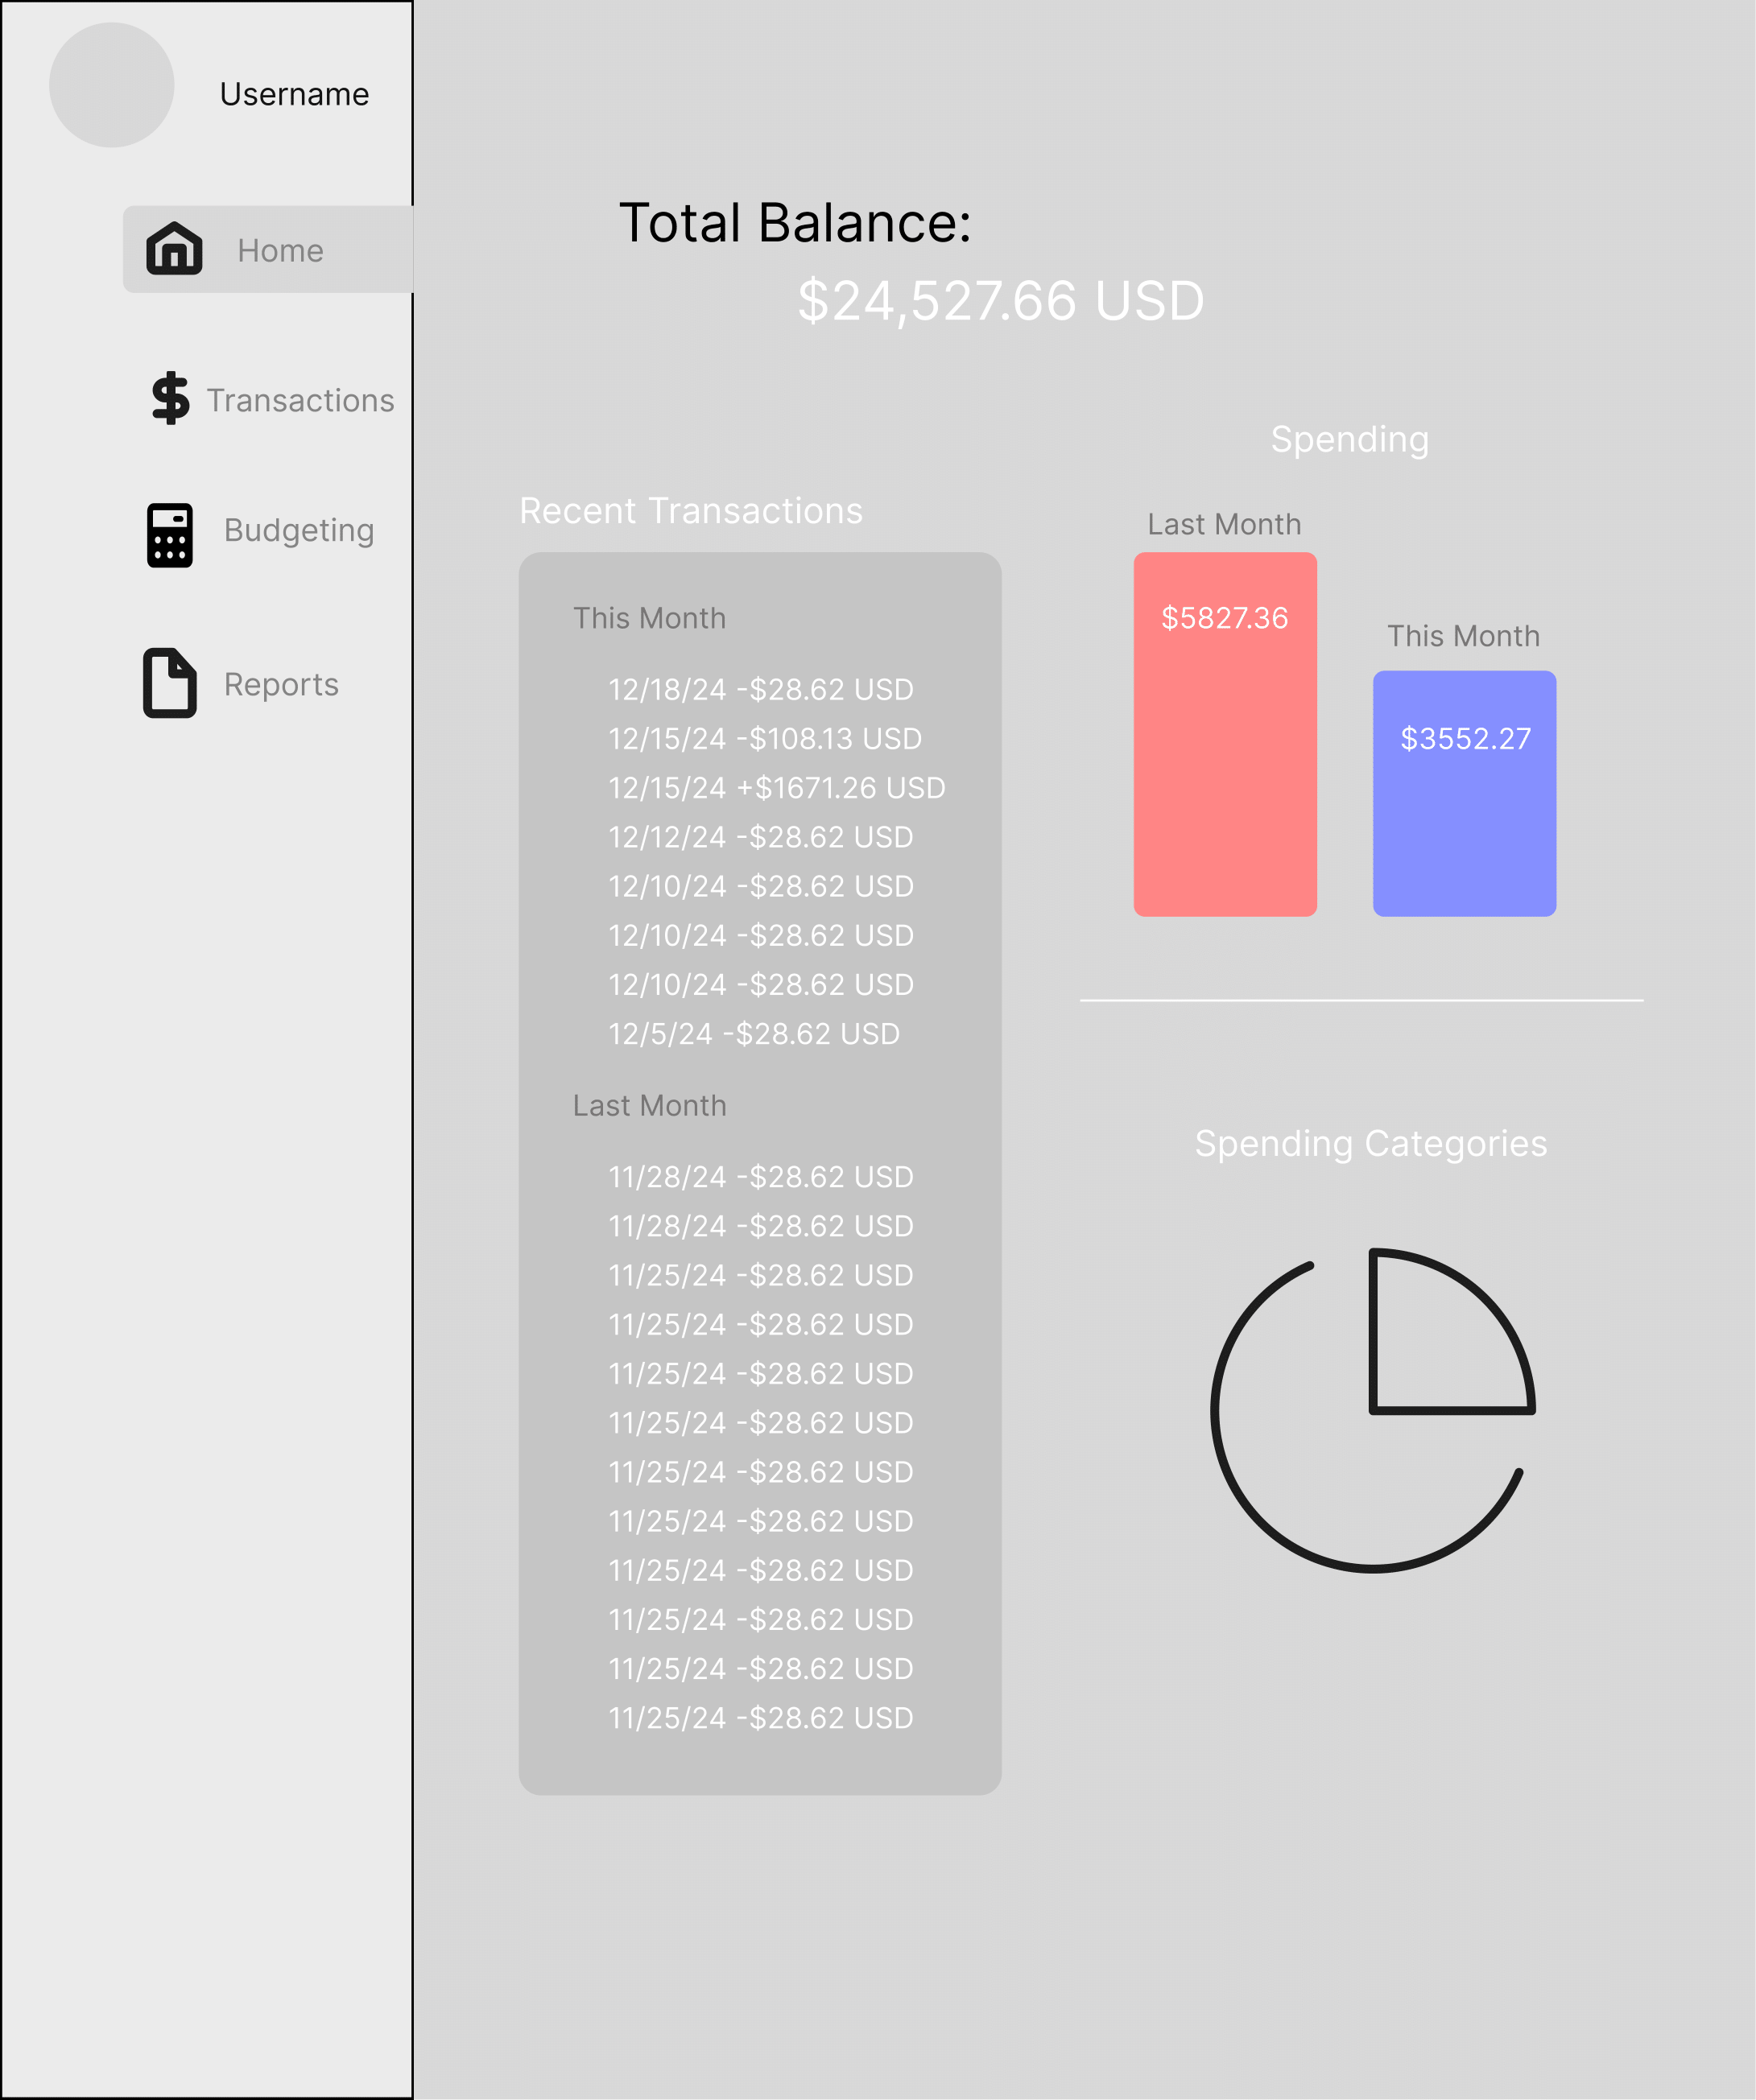 Username
Home
Transactions
Budgeting
Reports
Total Balance:
$24,527.66 USD
Recent Transactions
This Month
12/18/24 -$28.62 USD
12/15/24 -$108.13 USD
12/15/24 +$1671.26 USD
12/12/24 -$28.62 USD
12/10/24 -$28.62 USD
12/10/24 -$28.62 USD
12/10/24 -$28.62 USD
12/5/24 -$28.62 USD
Last Month
11/28/24 -$28.62 USD
11/28/24 -$28.62 USD
11/25/24 -$28.62 USD
11/25/24 -$28.62 USD
11/25/24 -$28.62 USD
11/25/24 -$28.62 USD
11/25/24 -$28.62 USD
11/25/24 -$28.62 USD
11/25/24 -$28.62 USD
11/25/24 -$28.62 USD
11/25/24 -$28.62 USD
11/25/24 -$28.62 USD
Spending
Last Month
$5827.36
This Month
$3552.27
Spending Categories